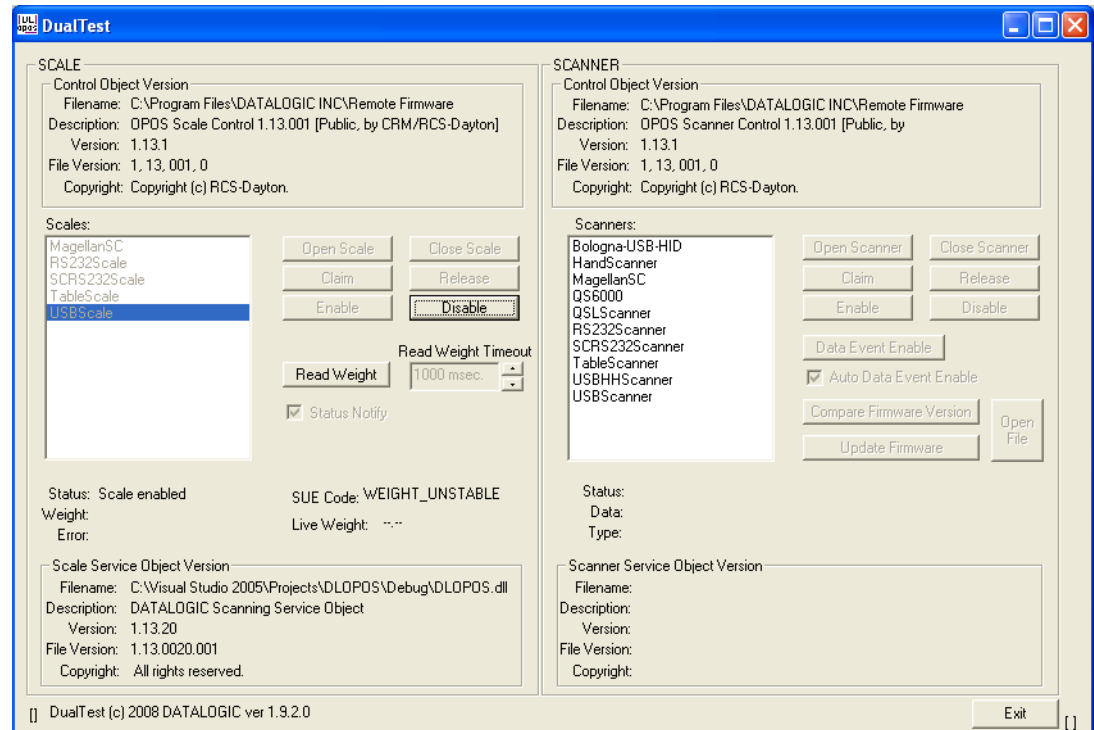 JUL
opos
DualTest
SCALE
Control Object Version
Filename: C:\Program Files\DATALOGIC INC\Remote Firmware
Description: OPOS Scale Control 1.13.001 [Public, by CRM/RCS-Dayton]
Version: 1.13.1
File Version: 1, 13, 001, 0
Copyright: Copyright (c) RCS-Dayton.
Scales:
MagellanSC
RS232Scale
SCRS232Scale
TableScale
USBScale
Open Scale
Close Scale
Claim
Release
Enable
Disable
Read Weight Timeout
Read Weight
1000 msec.
Status Notify
Status: Scale enabled
SUE Code: WEIGHT_UNSTABLE
Weight:
Live Weight: --.--
Error:
Scale Service Object Version
Filename: C:\Visual Studio 2005\Projects\DLOPOS\Debug\DLOPOS.dll
Description: DATALOGIC Scanning Service Object
Version: 1.13.20
File Version: 1.13.0020.001
Copyright: All rights reserved.
SCANNER
Control Object Version
Filename: C:\Program Files\DATALOGIC INC\Remote Firmware
Description: OPOS Scanner Control 1.13.001 [Public, by
Version: 1.13.1
File Version: 1, 13, 001, 0
Copyright: Copyright (c) RCS-Dayton.
Scanners:
Bologna-USB-HID
HandScanner
MagellanSC
QS6000
QSLScanner
RS232Scanner
SCRS232Scanner
TableScanner
USBHHScanner
USBScanner
Open Scanner
Close Scanner
Claim
Release
Enable
Disable
Data Event Enable
Auto Data Event Enable
Compare Firmware Version
Open
File
Update Firmware
Status:
Data:
Type:
Scanner Service Object Version
Filename:
Description:
Version:
File Version:
Copyright:
[] DualTest (c) 2008 DATALOGIC ver 1.9.2.0
Exit
[ ]